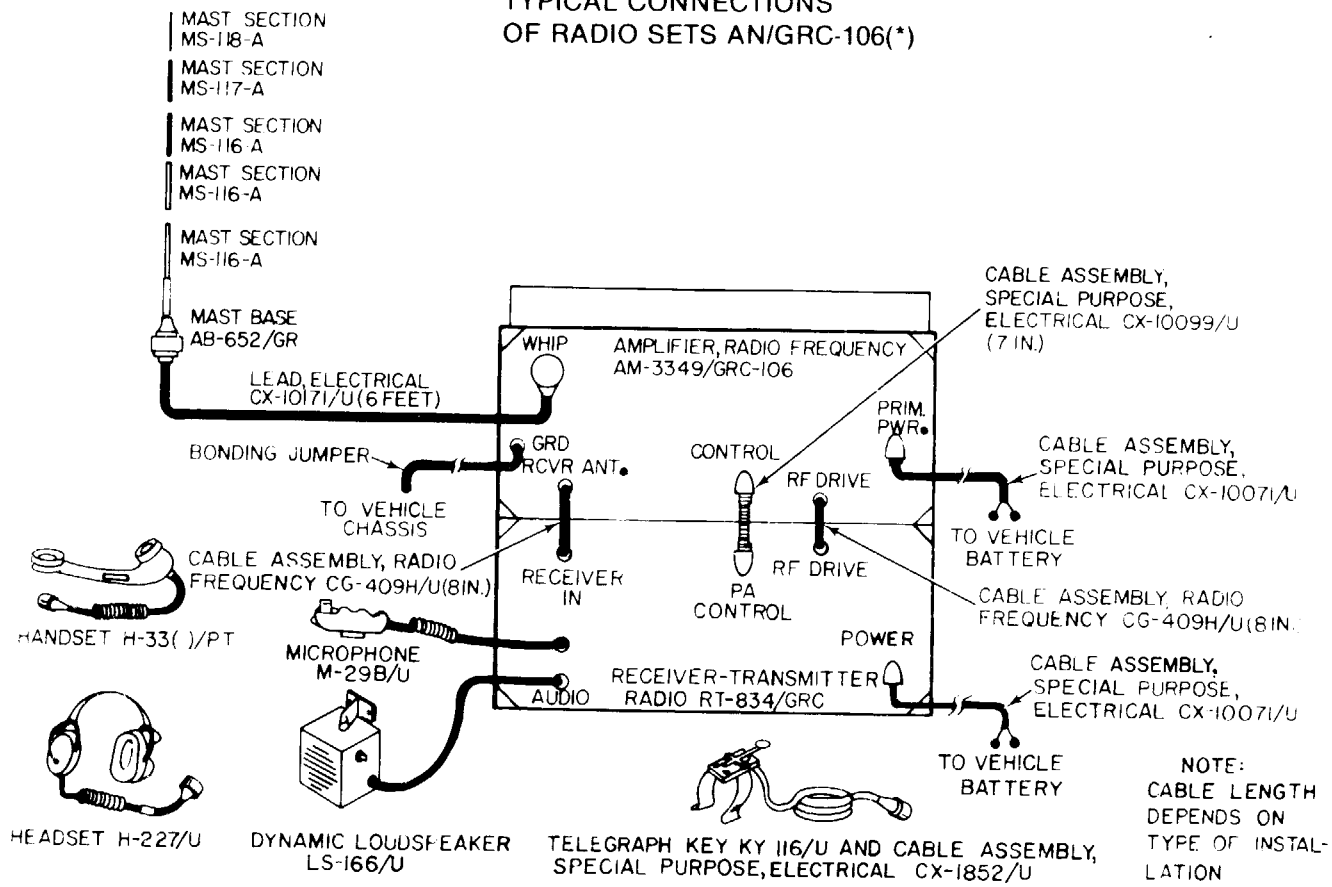 TYPICAL CONNECTIONS
OF RADIO SETS AN/GRC-106(*)
MAST SECTION
MS-118-A
MAST SECTION
MS-117-A
MAST SECTION
MS-116-A
MAST SECTION
MS-116-A
MAST SECTION
MS-116-A
MAST BASE
AB-652/GR
LEAD, ELECTRICAL
CX-10171/U (6 FEET)
BONDING JUMPER
TO VEHICLE
CHASSIS
WHIP
AMPLIFIER, RADIO FREQUENCY
AM-3349/GRC-106
GRD
RCVR ANT.
CONTROL
RF DRIVE
PRIM.
PWR.
CABLE ASSEMBLY,
SPECIAL PURPOSE,
ELECTRICAL CX-10099/U
(7 IN.)
CABLE ASSEMBLY,
SPECIAL PURPOSE,
ELECTRICAL CX-10071/U
TO VEHICLE
BATTERY
CABLE ASSEMBLY, RADIO
FREQUENCY CG-409H/U(8IN.)
RECEIVER
IN
PA
CONTROL
RF DRIVE
CABLE ASSEMBLY, RADIO
FREQUENCY CG-409H/U(8IN.
HANDSET H-33( )/PT
MICROPHONE
M-29B/U
AUDIO
RECEIVER-TRANSMITTER
RADIO RT-834/GRC
POWER
CABLE ASSEMBLY,
SPECIAL PURPOSE,
ELECTRICAL CX-10071/U
TO VEHICLE
BATTERY
HEADSET H-227/U
DYNAMIC LOUDSPEAKER
LS-166/U
TELEGRAPH KEY KY 116/U AND CABLE ASSEMBLY,
SPECIAL PURPOSE, ELECTRICAL CX-1852/U
NOTE:
CABLE LENGTH
DEPENDS ON
TYPE OF INSTAL-
LATION